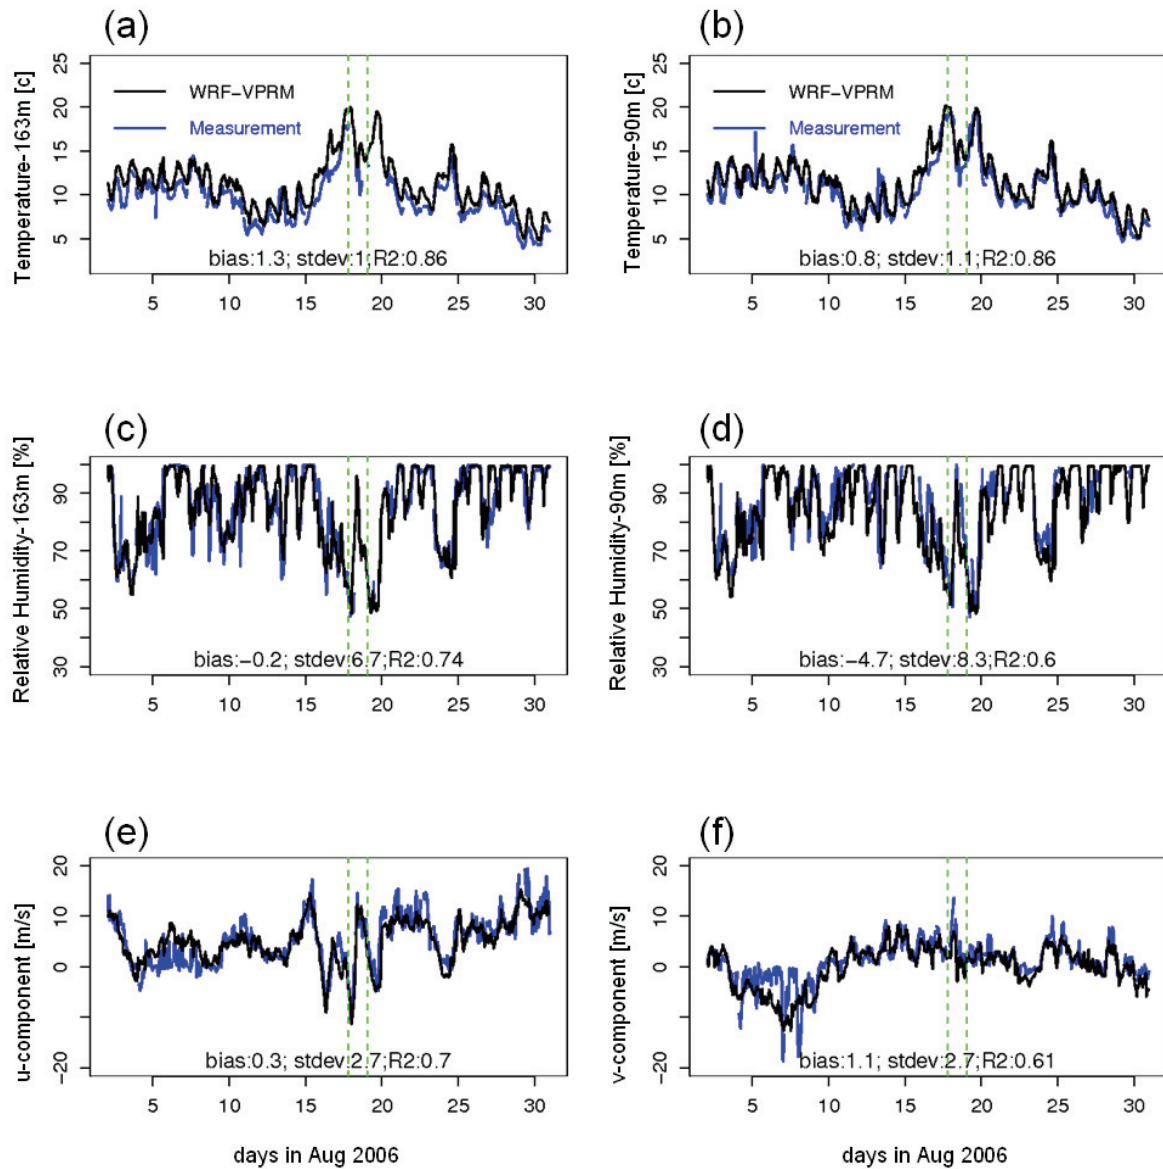 (a)
Temperature-163m [c]
25
20
15
10
5
WRF-VPRM
Measurement
bias:1.3; stdev:1;R2:0.86
5 10 15 20 25 30
(b)
Temperature-90m [c]
25
20
15
10
5
WRF-VPRM
Measurement
bias:0.8; stdev:1.1;R2:0.86
5 10 15 20 25 30
(c)
Relative Humidity-163m [%]
90
70
50
30
bias:-0.2; stdev:6.7;R2:0.74
5 10 15 20 25 30
(d)
Relative Humidity-90m [%]
90
70
50
30
bias:-4.7; stdev:8.3;R2:0.6
5 10 15 20 25 30
(e)
u-component [m/s]
20
10
0
-20
bias:0.3; stdev:2.7;R2:0.7
5 10 15 20 25 30
days in Aug 2006
(f)
v-component [m/s]
20
10
0
-20
bias:1.1; stdev:2.7;R2:0.61
5 10 15 20 25 30
days in Aug 2006